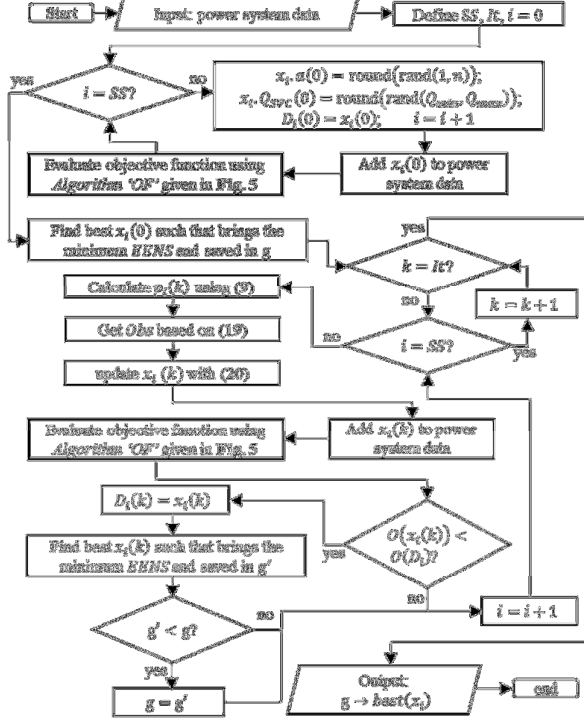 Start
Input: power system data
Define SS, It, i = 0
yes
i = SS?
no
x_i.α(0) = round(rand(1, n));
x_i.Q_SVC(0) = round(rand(Q_min, Q_max));
D_i(0) = x_i(0); i = i + 1
Evaluate objective function using
Algorithm 'OF' given in Fig. 5
Add x_i(0) to power
system data
Find best x_i(0) such that brings the
minimum EENS and saved in g
yes
k = It?
Calculate p_i(k) using (9)
no
k = k + 1
Get Obs based on (19)
no
i = SS?
yes
update x_i(k) with (20)
Evaluate objective function using
Algorithm 'OF' given in Fig. 5
Add x_i(k) to power
system data
D_i(k) = x_i(k)
O(x_i(k)) <
O(D_i)?
yes
Find best x_i(k) such that brings the
minimum EENS and saved in g'
no
g' < g?
no
i = i + 1
yes
g = g'
Output:
g → best(x_i)
end